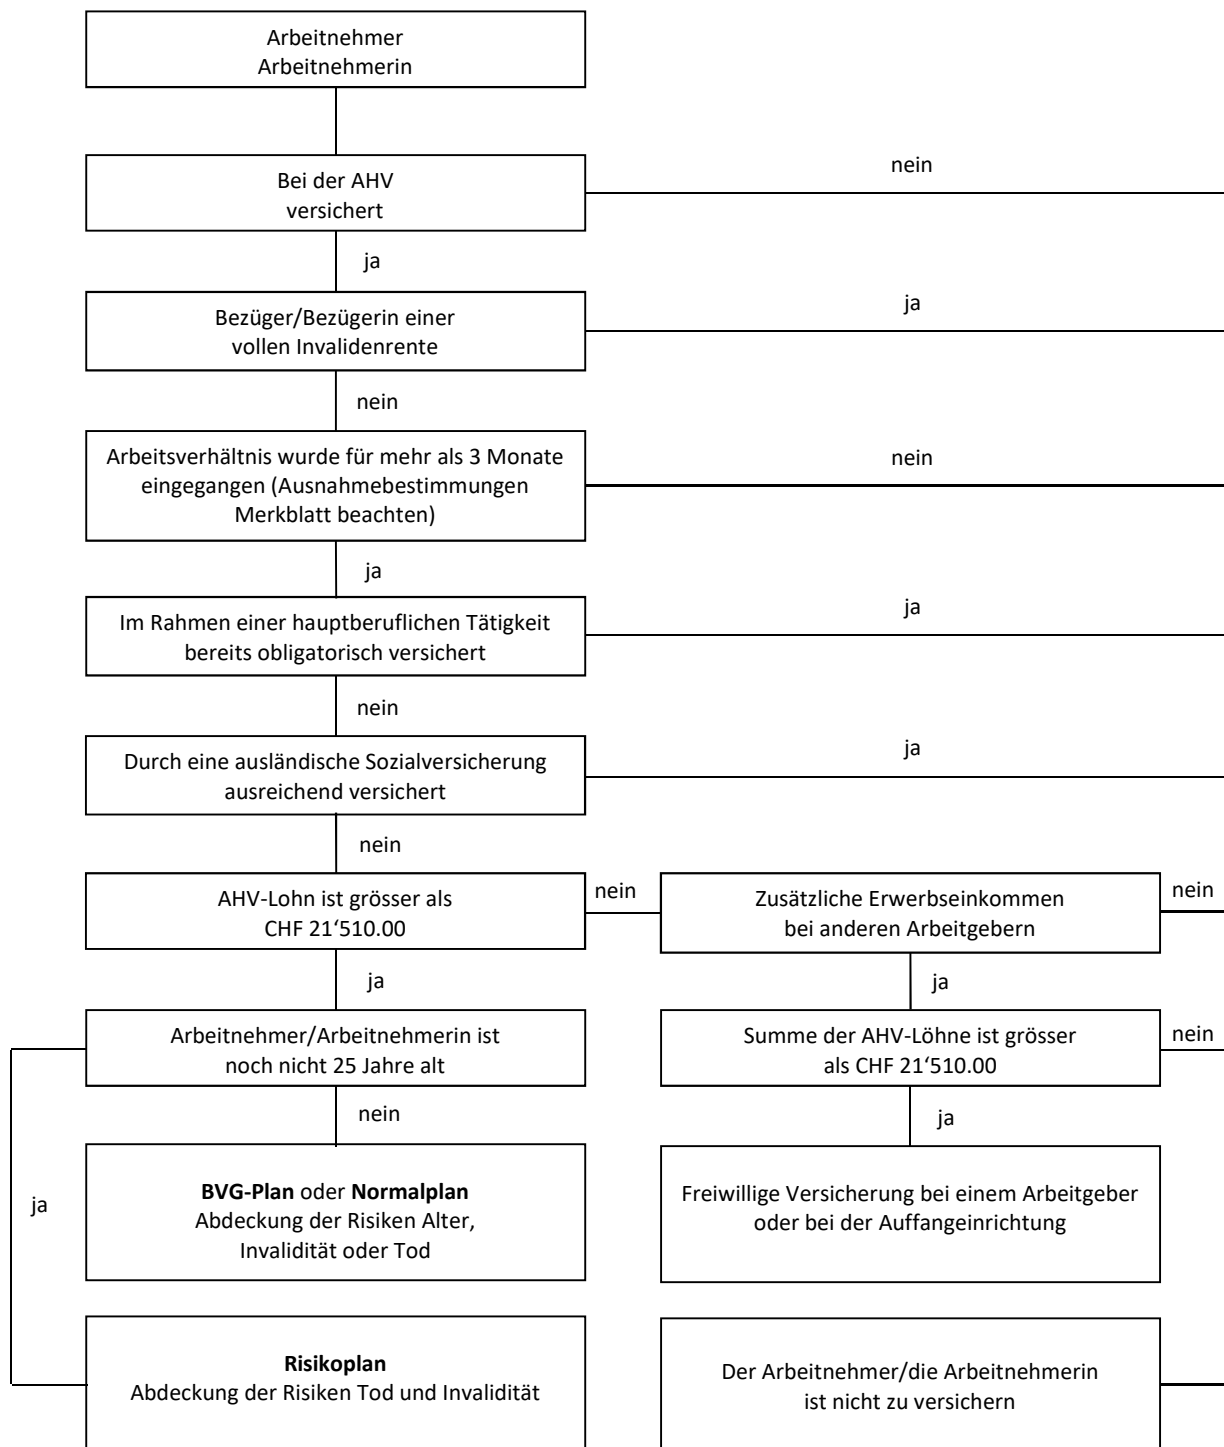 Arbeitnehmer
Arbeitnehmerin
Bei der AHV
versichert
nein
ja
Bezüger/Bezügerin einer
vollen Invalidenrente
ja
nein
Arbeitsverhältnis wurde für mehr als 3 Monate
eingegangen (Ausnahmebestimmungen
Merkblatt beachten)
nein
ja
Im Rahmen einer hauptberuflichen Tätigkeit
bereits obligatorisch versichert
ja
nein
Durch eine ausländische Sozialversicherung
ausreichend versichert
ja
nein
AHV-Lohn ist grösser als
CHF 21‘510.00
nein
Zusätzliche Erwerbseinkommen
bei anderen Arbeitgebern
nein
ja
ja
Arbeitnehmer/Arbeitnehmerin ist
noch nicht 25 Jahre alt
Summe der AHV-Löhne ist grösser
als CHF 21‘510.00
nein
nein
ja
ja
BVG-Plan oder Normalplan
Abdeckung der Risiken Alter,
Invalidität oder Tod
Freiwillige Versicherung bei einem Arbeitgeber
oder bei der Auffangeinrichtung
Risikoplan
Abdeckung der Risiken Tod und Invalidität
Der Arbeitnehmer/die Arbeitnehmerin
ist nicht zu versichern